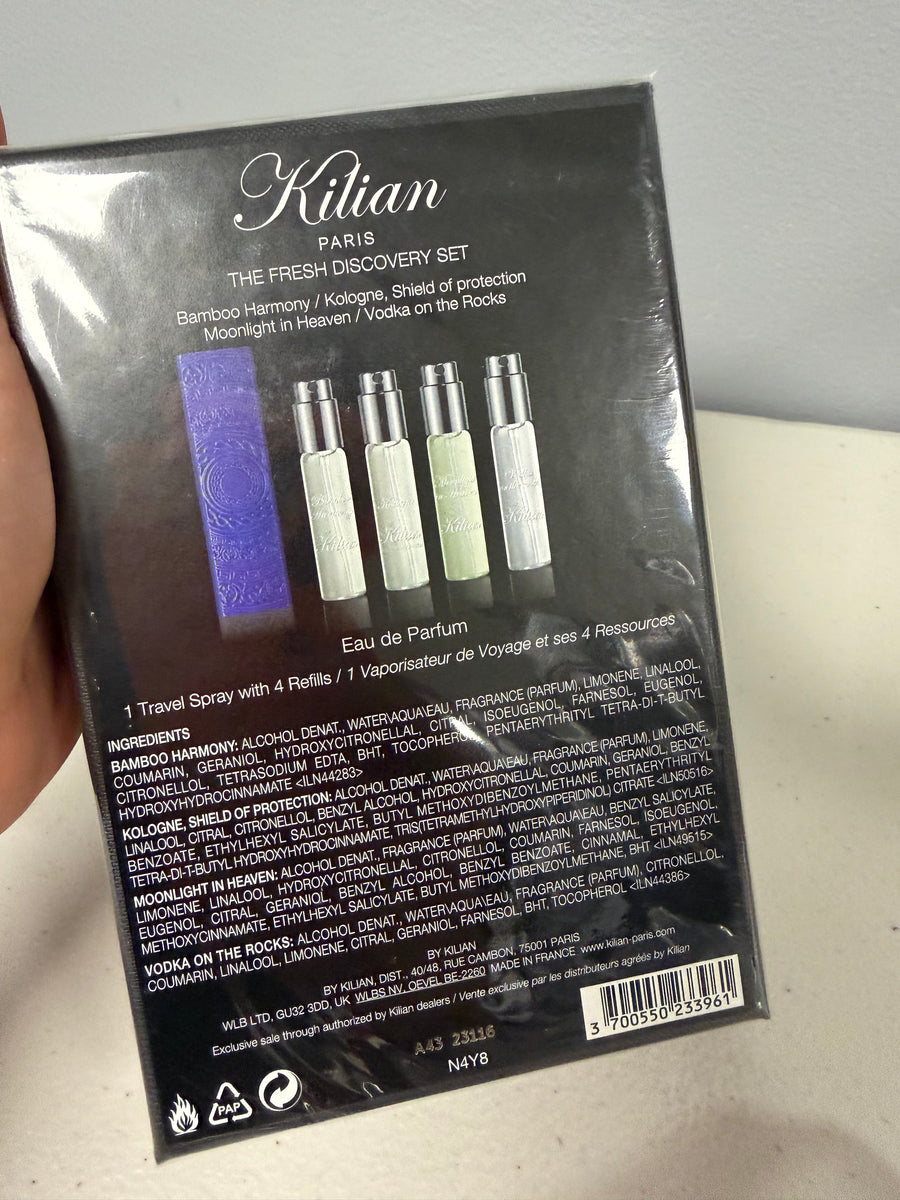 Kilian
PARIS
THE FRESH DISCOVERY SET
Bamboo Harmony / Kologne, Shield of protection
Moonlight in Heaven / Vodka on the Rocks
Kilian
Kilian
Kilian
Kilian
Eau de Parfum
1 Travel Spray with 4 Refills / 1 Vaporisateur de Voyage et ses 4 Ressources
INGREDIENTS
BAMBOO HARMONY: ALCOHOL DENAT., WATER\AQUA\EAU, FRAGRANCE (PARFUM), LIMONENE, LINALOOL,
COUMARIN, GERANIOL, HYDROXYCITRONELLAL, CITRAL, ISOEUGENOL, FARNESOL, EUGENOL,
CITRONELLOL, TETRASODIUM EDTA, BHT, TOCOPHEROL, PENTAERYTHRITYL TETRA-DI-T-BUTYL
HYDROXYHYDROCINNAMATE <ILN44283>
KOLOGNE, SHIELD OF PROTECTION: ALCOHOL DENAT., WATER\AQUA\EAU, FRAGRANCE (PARFUM), LIMONENE,
LINALOOL, CITRAL, CITRONELLOL, BENZYL ALCOHOL, HYDROXYCITRONELLAL, COUMARIN, GERANIOL, BENZYL
BENZOATE, ETHYLHEXYL SALICYLATE, BUTYL METHOXYDIBENZOYLMETHANE, PENTAERYTHRITYL
TETRA-DI-T-BUTYL HYDROXYHYDROCINNAMATE, TRIS(TETRAMETHYLHYDROXYPIPERIDINOL) CITRATE <ILN50516>
MOONLIGHT IN HEAVEN: ALCOHOL DENAT., FRAGRANCE (PARFUM), WATER\AQUA\EAU, BENZYL SALICYLATE,
LIMONENE, LINALOOL, HYDROXYCITRONELLAL, CITRONELLOL, COUMARIN, FARNESOL, ISOEUGENOL,
EUGENOL, CITRAL, GERANIOL, BENZYL ALCOHOL, BENZYL BENZOATE, CINNAMAL, ETHYLHEXYL
METHOXYCINNAMATE, ETHYLHEXYL SALICYLATE, BUTYL METHOXYDIBENZOYLMETHANE, BHT <ILN49515>
VODKA ON THE ROCKS: ALCOHOL DENAT., WATER\AQUA\EAU, FRAGRANCE (PARFUM), CITRONELLOL,
COUMARIN, LINALOOL, LIMONENE, CITRAL, GERANIOL, FARNESOL, BHT, TOCOPHEROL <ILN44386>
BY KILIAN
BY KILIAN, DIST., 40/48, RUE CAMBON, 75001 PARIS
WLB LTD, GU32 3DD, UK WLBS NV, OEVEL BE-2260 MADE IN FRANCE www.kilian-paris.com
Exclusive sale through authorized by Kilian dealers / Vente exclusive par les distributeurs agréés by Kilian
3 700550 233961
A43 23116
N4Y8
PAP